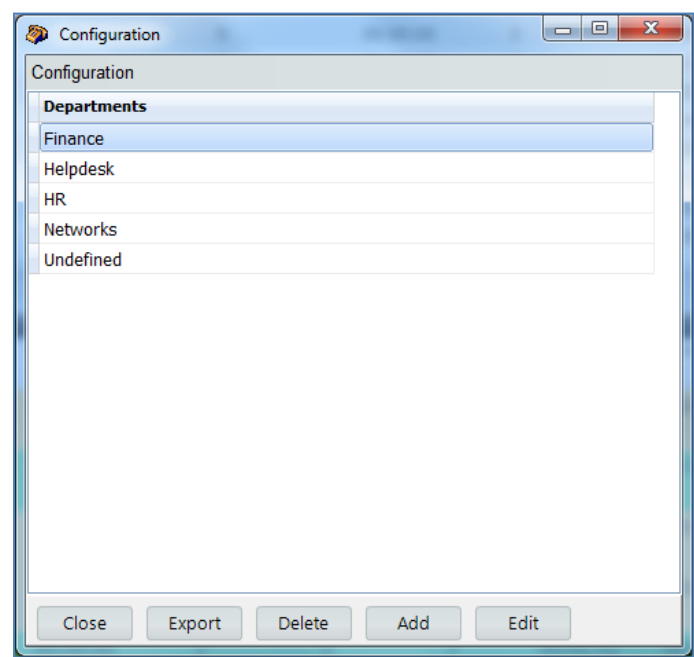 Configuration
Configuration
Departments
Finance
Helpdesk
HR
Networks
Undefined
Close Export Delete Add Edit